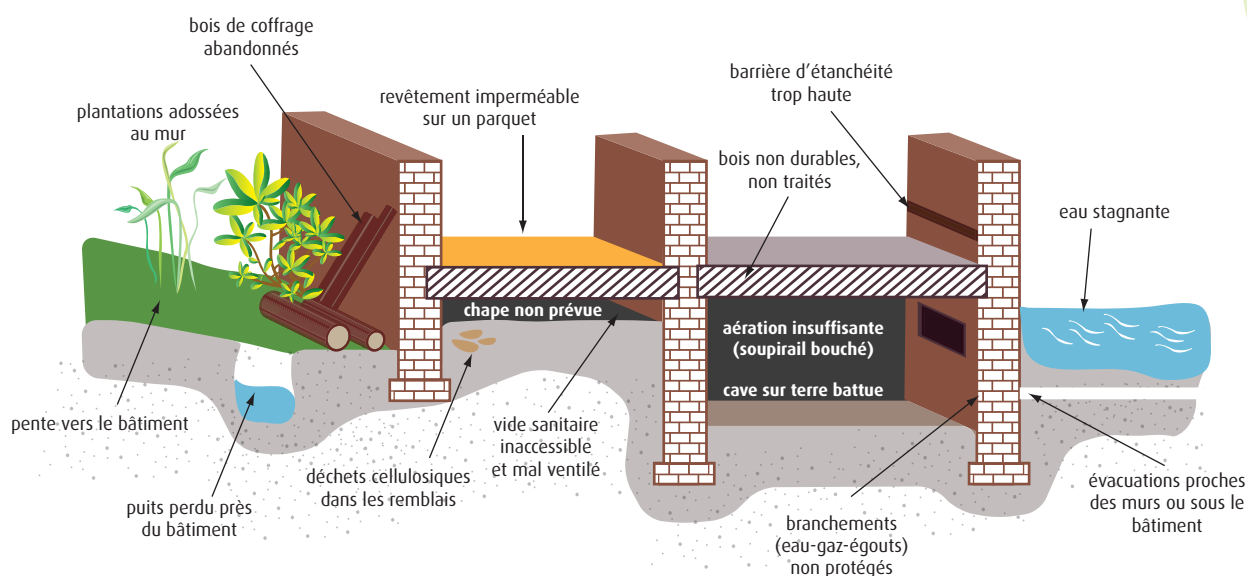 bois de coffrage
abandonnés
plantations adossées
au mur
revêtement imperméable
sur un parquet
barrière d'étanchéité
trop haute
bois non durables,
non traités
eau stagnante
chape non prévue
aération insuffisante
(soupirail bouché)
cave sur terre battue
pente vers le bâtiment
vide sanitaire
inaccessible
et mal ventilé
déchets cellulosiques
dans les remblais
puits perdu près
du bâtiment
branchements
(eau-gaz-égouts)
non protégés
évacuations proches
des murs ou sous le
bâtiment